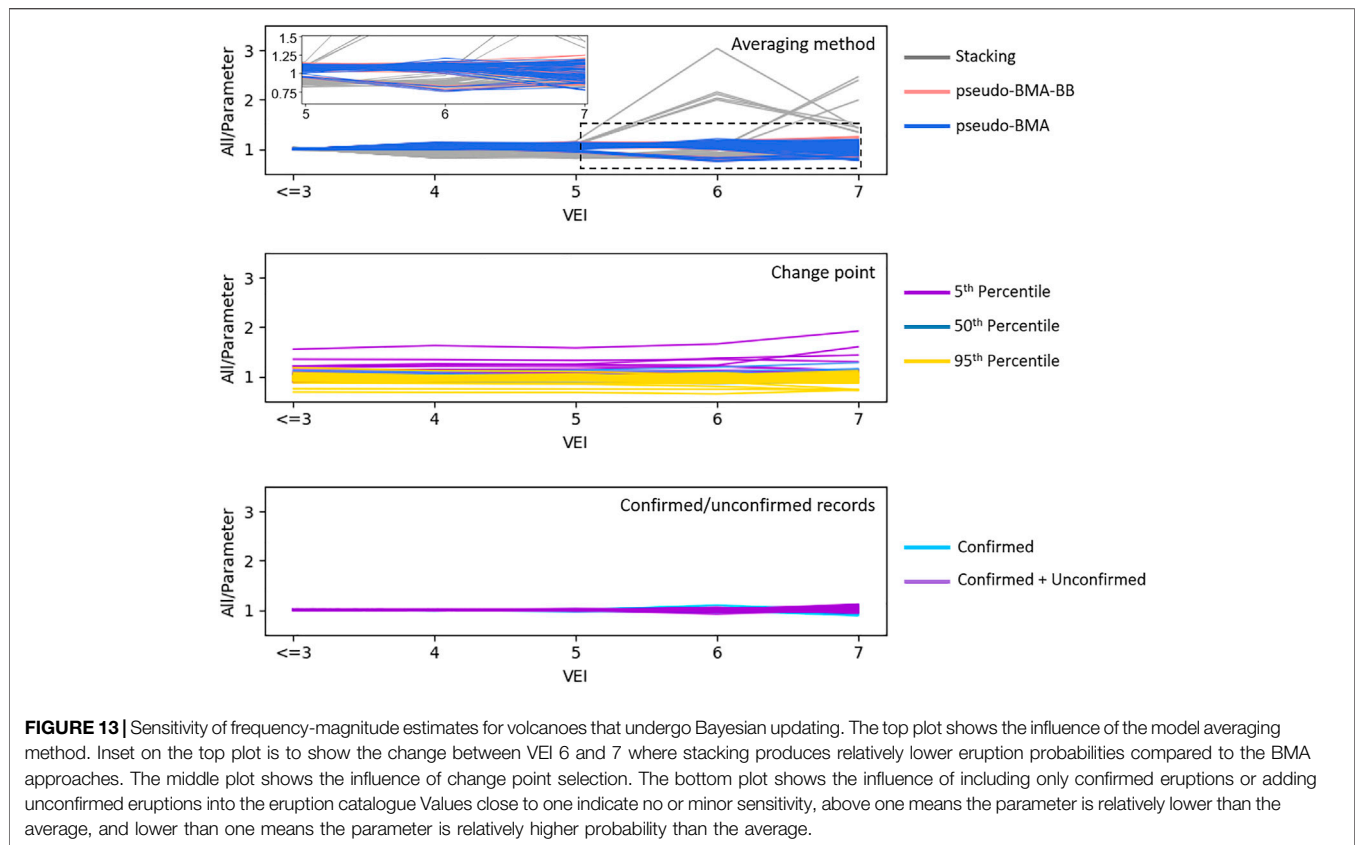 1.5
1.25
1
0.75
5
6
7
3
2
1
All/Parameter
Averaging method
<=3
4
5
6
7
VEI
Stacking
pseudo-BMA-BB
pseudo-BMA
3
2
1
All/Parameter
Change point
<=3
4
5
6
7
VEI
5th Percentile
50th Percentile
95th Percentile
3
2
1
All/Parameter
Confirmed/unconfirmed records
<=3
4
5
6
7
VEI
Confirmed
Confirmed + Unconfirmed
FIGURE 13 | Sensitivity of frequency-magnitude estimates for volcanoes that undergo Bayesian updating. The top plot shows the influence of the model averaging
method. Inset on the top plot is to show the change between VEI 6 and 7 where stacking produces relatively lower eruption probabilities compared to the BMA
approaches. The middle plot shows the influence of change point selection. The bottom plot shows the influence of including only confirmed eruptions or adding
unconfirmed eruptions into the eruption catalogue Values close to one indicate no or minor sensitivity, above one means the parameter is relatively lower than the
average, and lower than one means the parameter is relatively higher probability than the average.